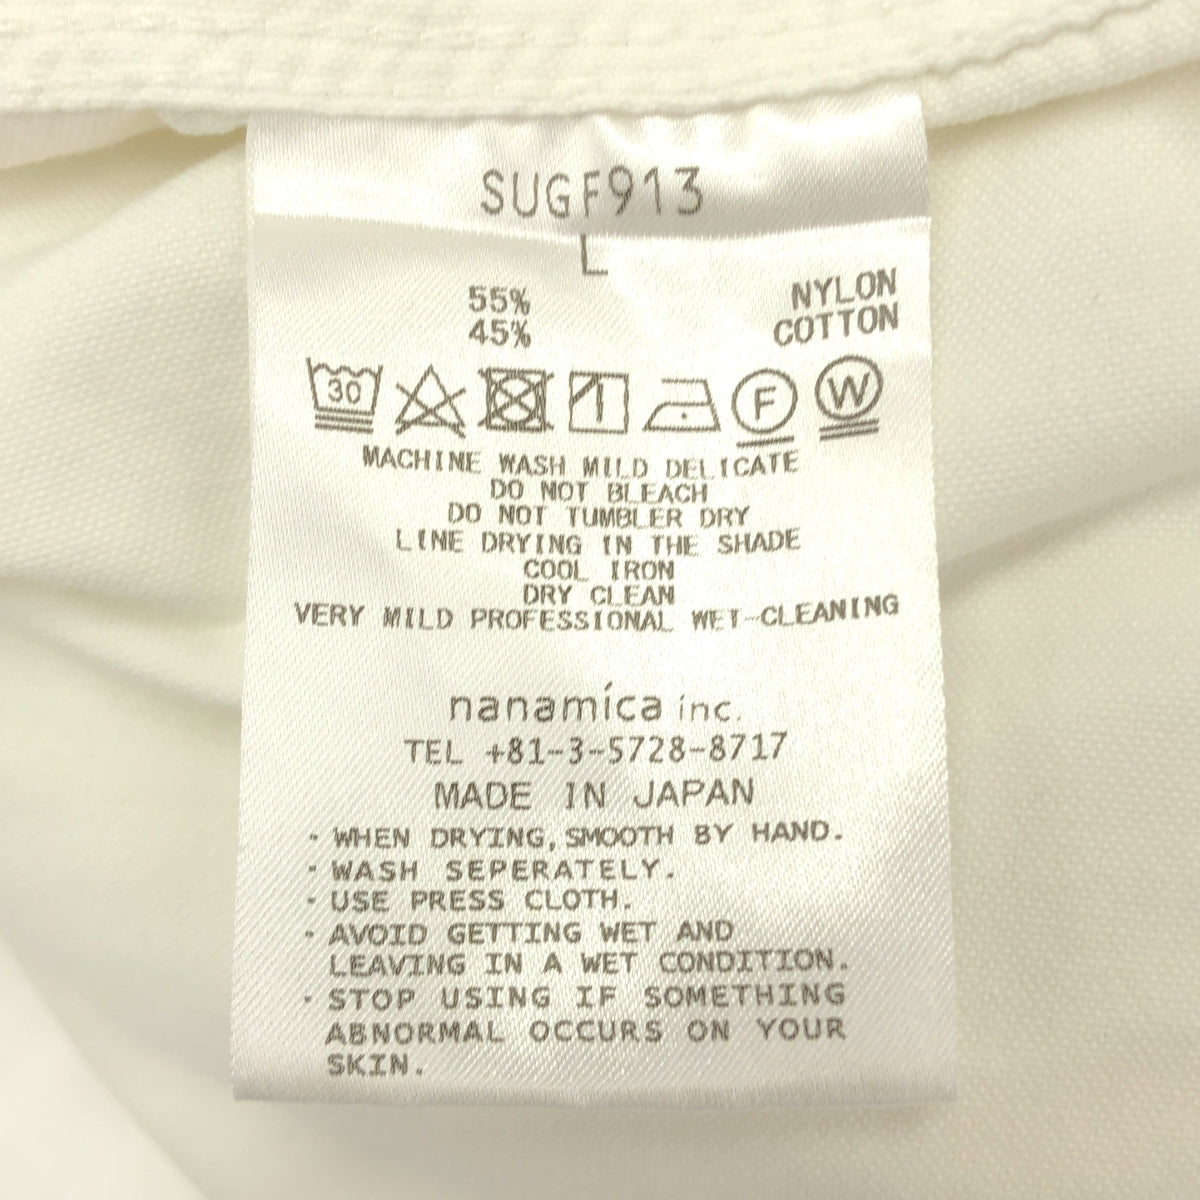 SUGF913
L
55% NYLON
45% COTTON
30 F W
MACHINE WASH MILD DELICATE
DO NOT BLEACH
DO NOT TUMBLER DRY
LINE DRYING IN THE SHADE
COOL IRON
DRY CLEAN
VERY MILD PROFESSIONAL WET-CLEANING
nanamica inc.
TEL +81-3-5728-8717
MADE IN JAPAN
・WHEN DRYING, SMOOTH BY HAND.
・WASH SEPERATELY.
・USE PRESS CLOTH.
・AVOID GETTING WET AND
LEAVING IN A WET CONDITION.
・STOP USING IF SOMETHING
ABNORMAL OCCURS ON YOUR
SKIN.